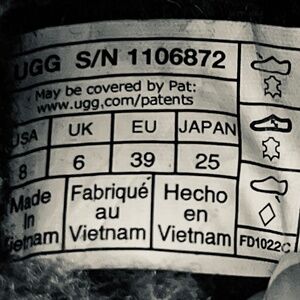 UGG S/N 1106872
May be covered by Pat:
www.ugg.com/patents
USA UK EU JAPAN
8 6 39 25
Made in Vietnam
Fabriqué au Vietnam
Hecho en Vietnam
FD1022C